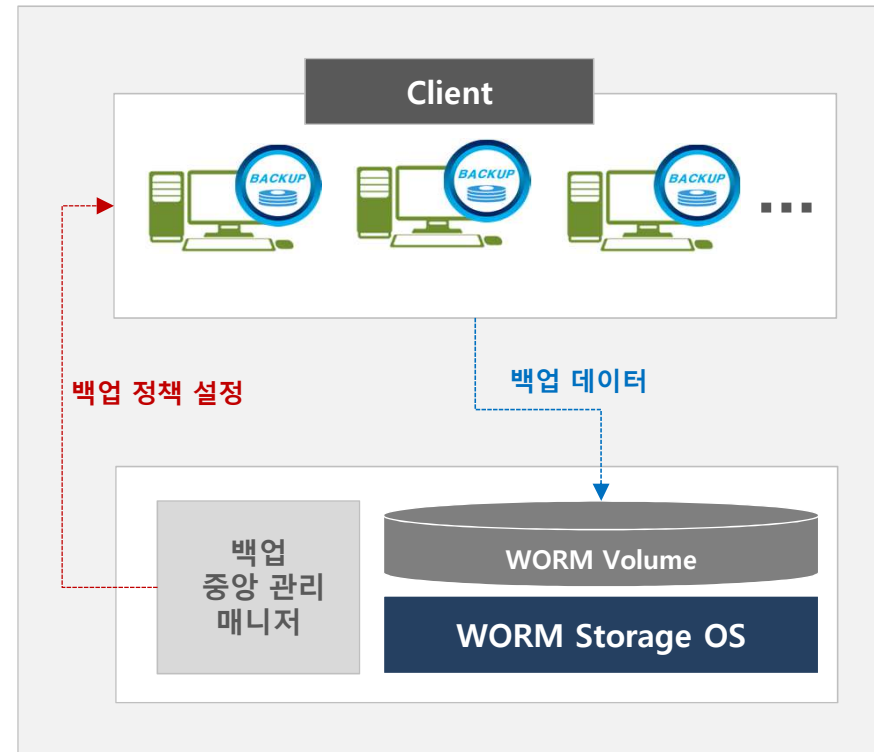 Client
BACKUP
BACKUP
BACKUP
...
백업 정책 설정
백업 데이터
백업
중앙 관리
매니저
WORM Volume
WORM Storage OS